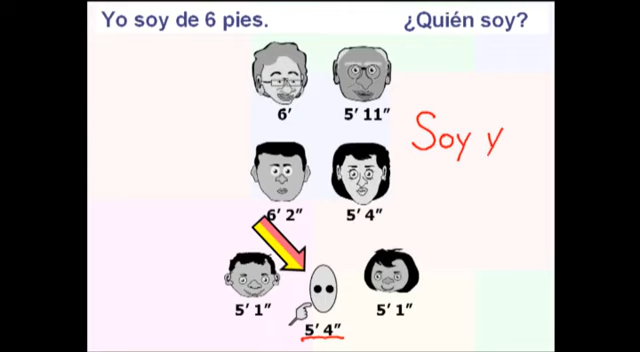 Yo soy de 6 pies. ¿Quién soy?
6' 5' 11"
Soy y
6' 2" 5' 4"
5' 1" 5' 1"
5' 4"